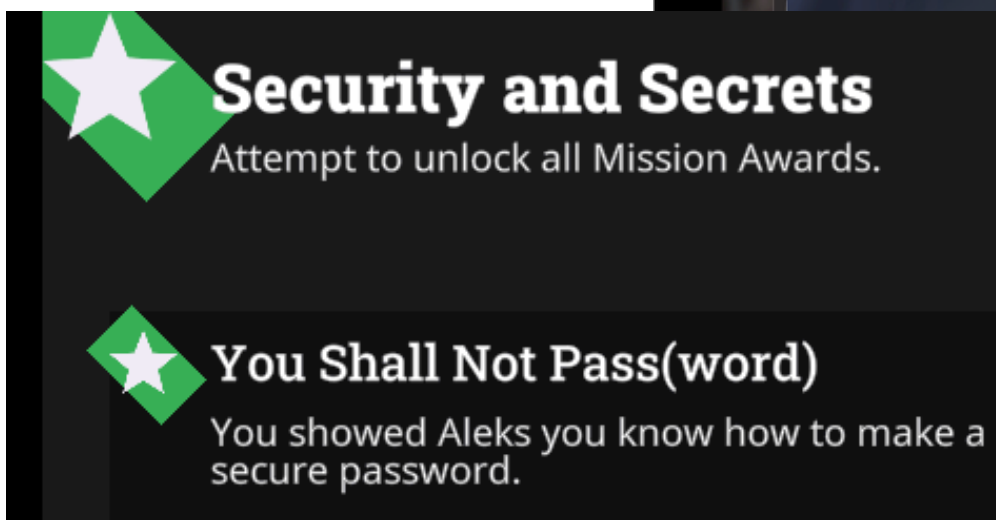 Security and Secrets
Attempt to unlock all Mission Awards.
You Shall Not Pass(word)
You showed Aleks you know how to make a
secure password.